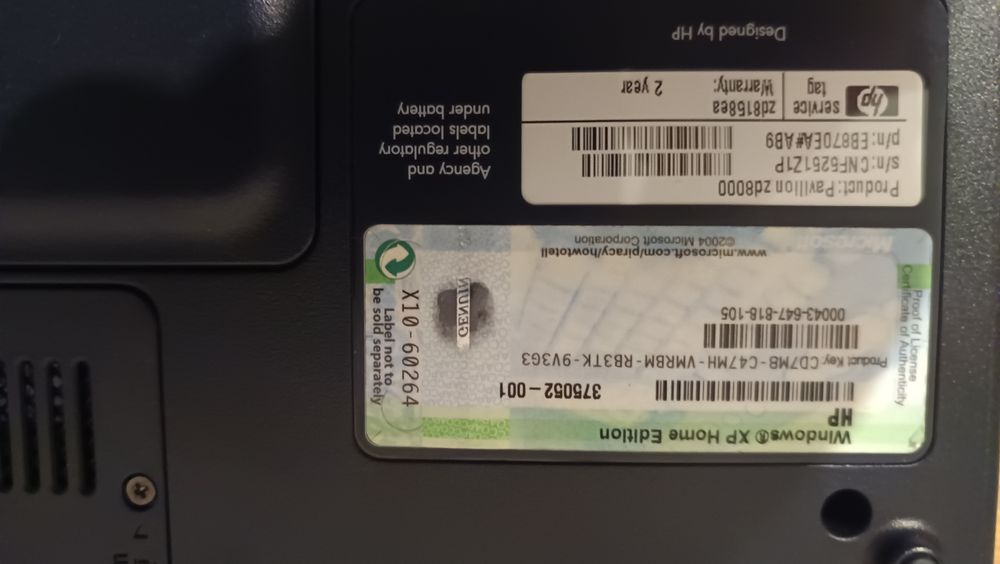 Windows® XP Home Edition
HP
375052-001
Product Key: CD7MB-C47MH-VMRBM-RB3TK-9V3G3
00043-647-818-105
www.microsoft.com/piracy/howtotell
©2004 Microsoft Corporation
Proof of License
Certificate of Authenticity
Microsoft
GENUIN
X10-60264
Label not to
be sold separately
Product: Pavilion zd8000
s/n: CNF5251Z1P
p/n: EB870EA#AB9
hp
service
tag
zd8158ea
Warranty:
2 year
Agency and
other regulatory
labels located
under battery
Designed by HP